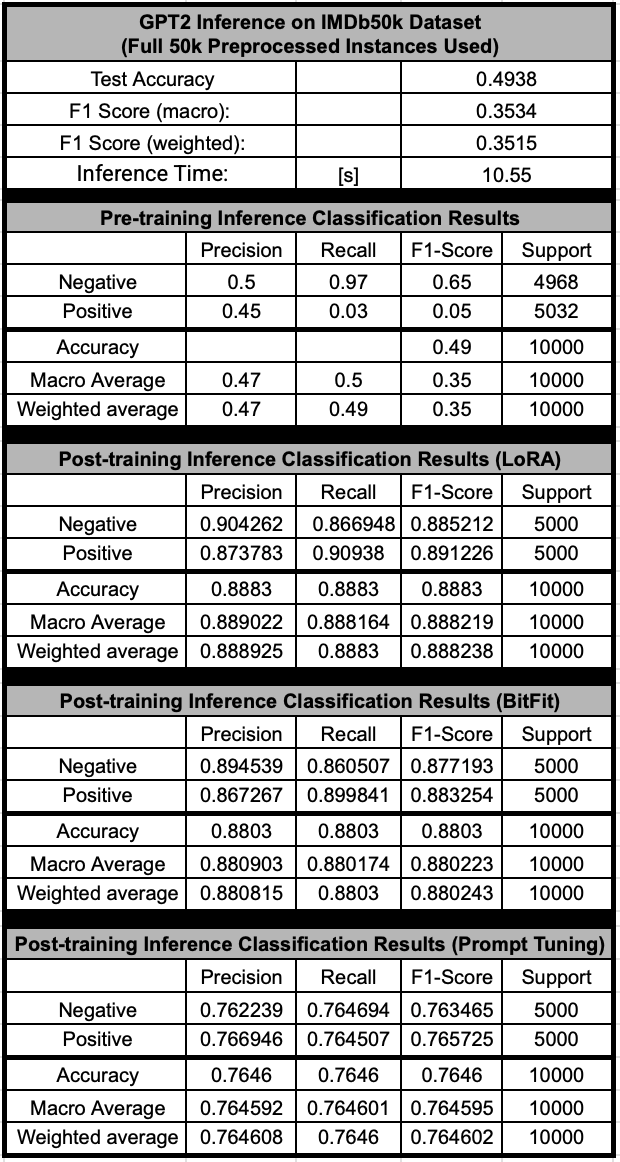 GPT2 Inference on IMDb50k Dataset
(Full 50k Preprocessed Instances Used)
Test Accuracy 0.4938
F1 Score (macro): 0.3534
F1 Score (weighted): 0.3515
Inference Time: [s] 10.55
Pre-training Inference Classification Results
Precision Recall F1-Score Support
Negative 0.5 0.97 0.65 4968
Positive 0.45 0.03 0.05 5032
Accuracy 0.49 10000
Macro Average 0.47 0.5 0.35 10000
Weighted average 0.47 0.49 0.35 10000
Post-training Inference Classification Results (LoRA)
Precision Recall F1-Score Support
Negative 0.904262 0.866948 0.885212 5000
Positive 0.873783 0.90938 0.891226 5000
Accuracy 0.8883 0.8883 0.8883 10000
Macro Average 0.889022 0.888164 0.888219 10000
Weighted average 0.888925 0.8883 0.888238 10000
Post-training Inference Classification Results (BitFit)
Precision Recall F1-Score Support
Negative 0.894539 0.860507 0.877193 5000
Positive 0.867267 0.899841 0.883254 5000
Accuracy 0.8803 0.8803 0.8803 10000
Macro Average 0.880903 0.880174 0.880223 10000
Weighted average 0.880815 0.8803 0.880243 10000
Post-training Inference Classification Results (Prompt Tuning)
Precision Recall F1-Score Support
Negative 0.762239 0.764694 0.763465 5000
Positive 0.766946 0.764507 0.765725 5000
Accuracy 0.7646 0.7646 0.7646 10000
Macro Average 0.764592 0.764601 0.764595 10000
Weighted average 0.764608 0.7646 0.764602 10000